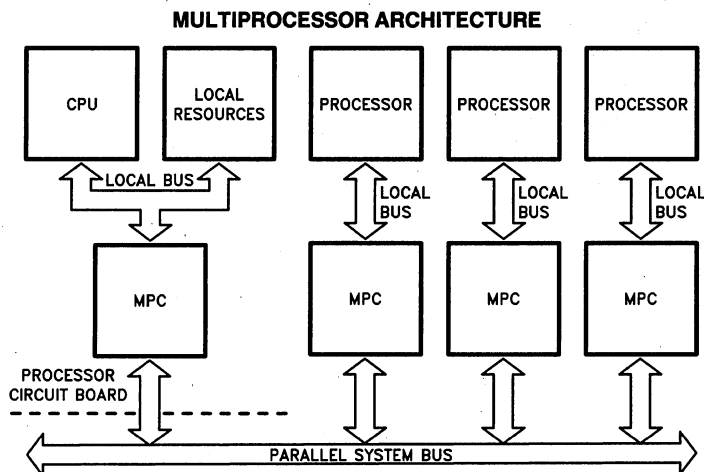 MULTIPROCESSOR ARCHITECTURE
CPU
LOCAL
RESOURCES
PROCESSOR
PROCESSOR
PROCESSOR
LOCAL BUS
LOCAL
BUS
LOCAL
BUS
LOCAL
BUS
MPC
MPC
MPC
MPC
PROCESSOR
CIRCUIT BOARD
PARALLEL SYSTEM BUS